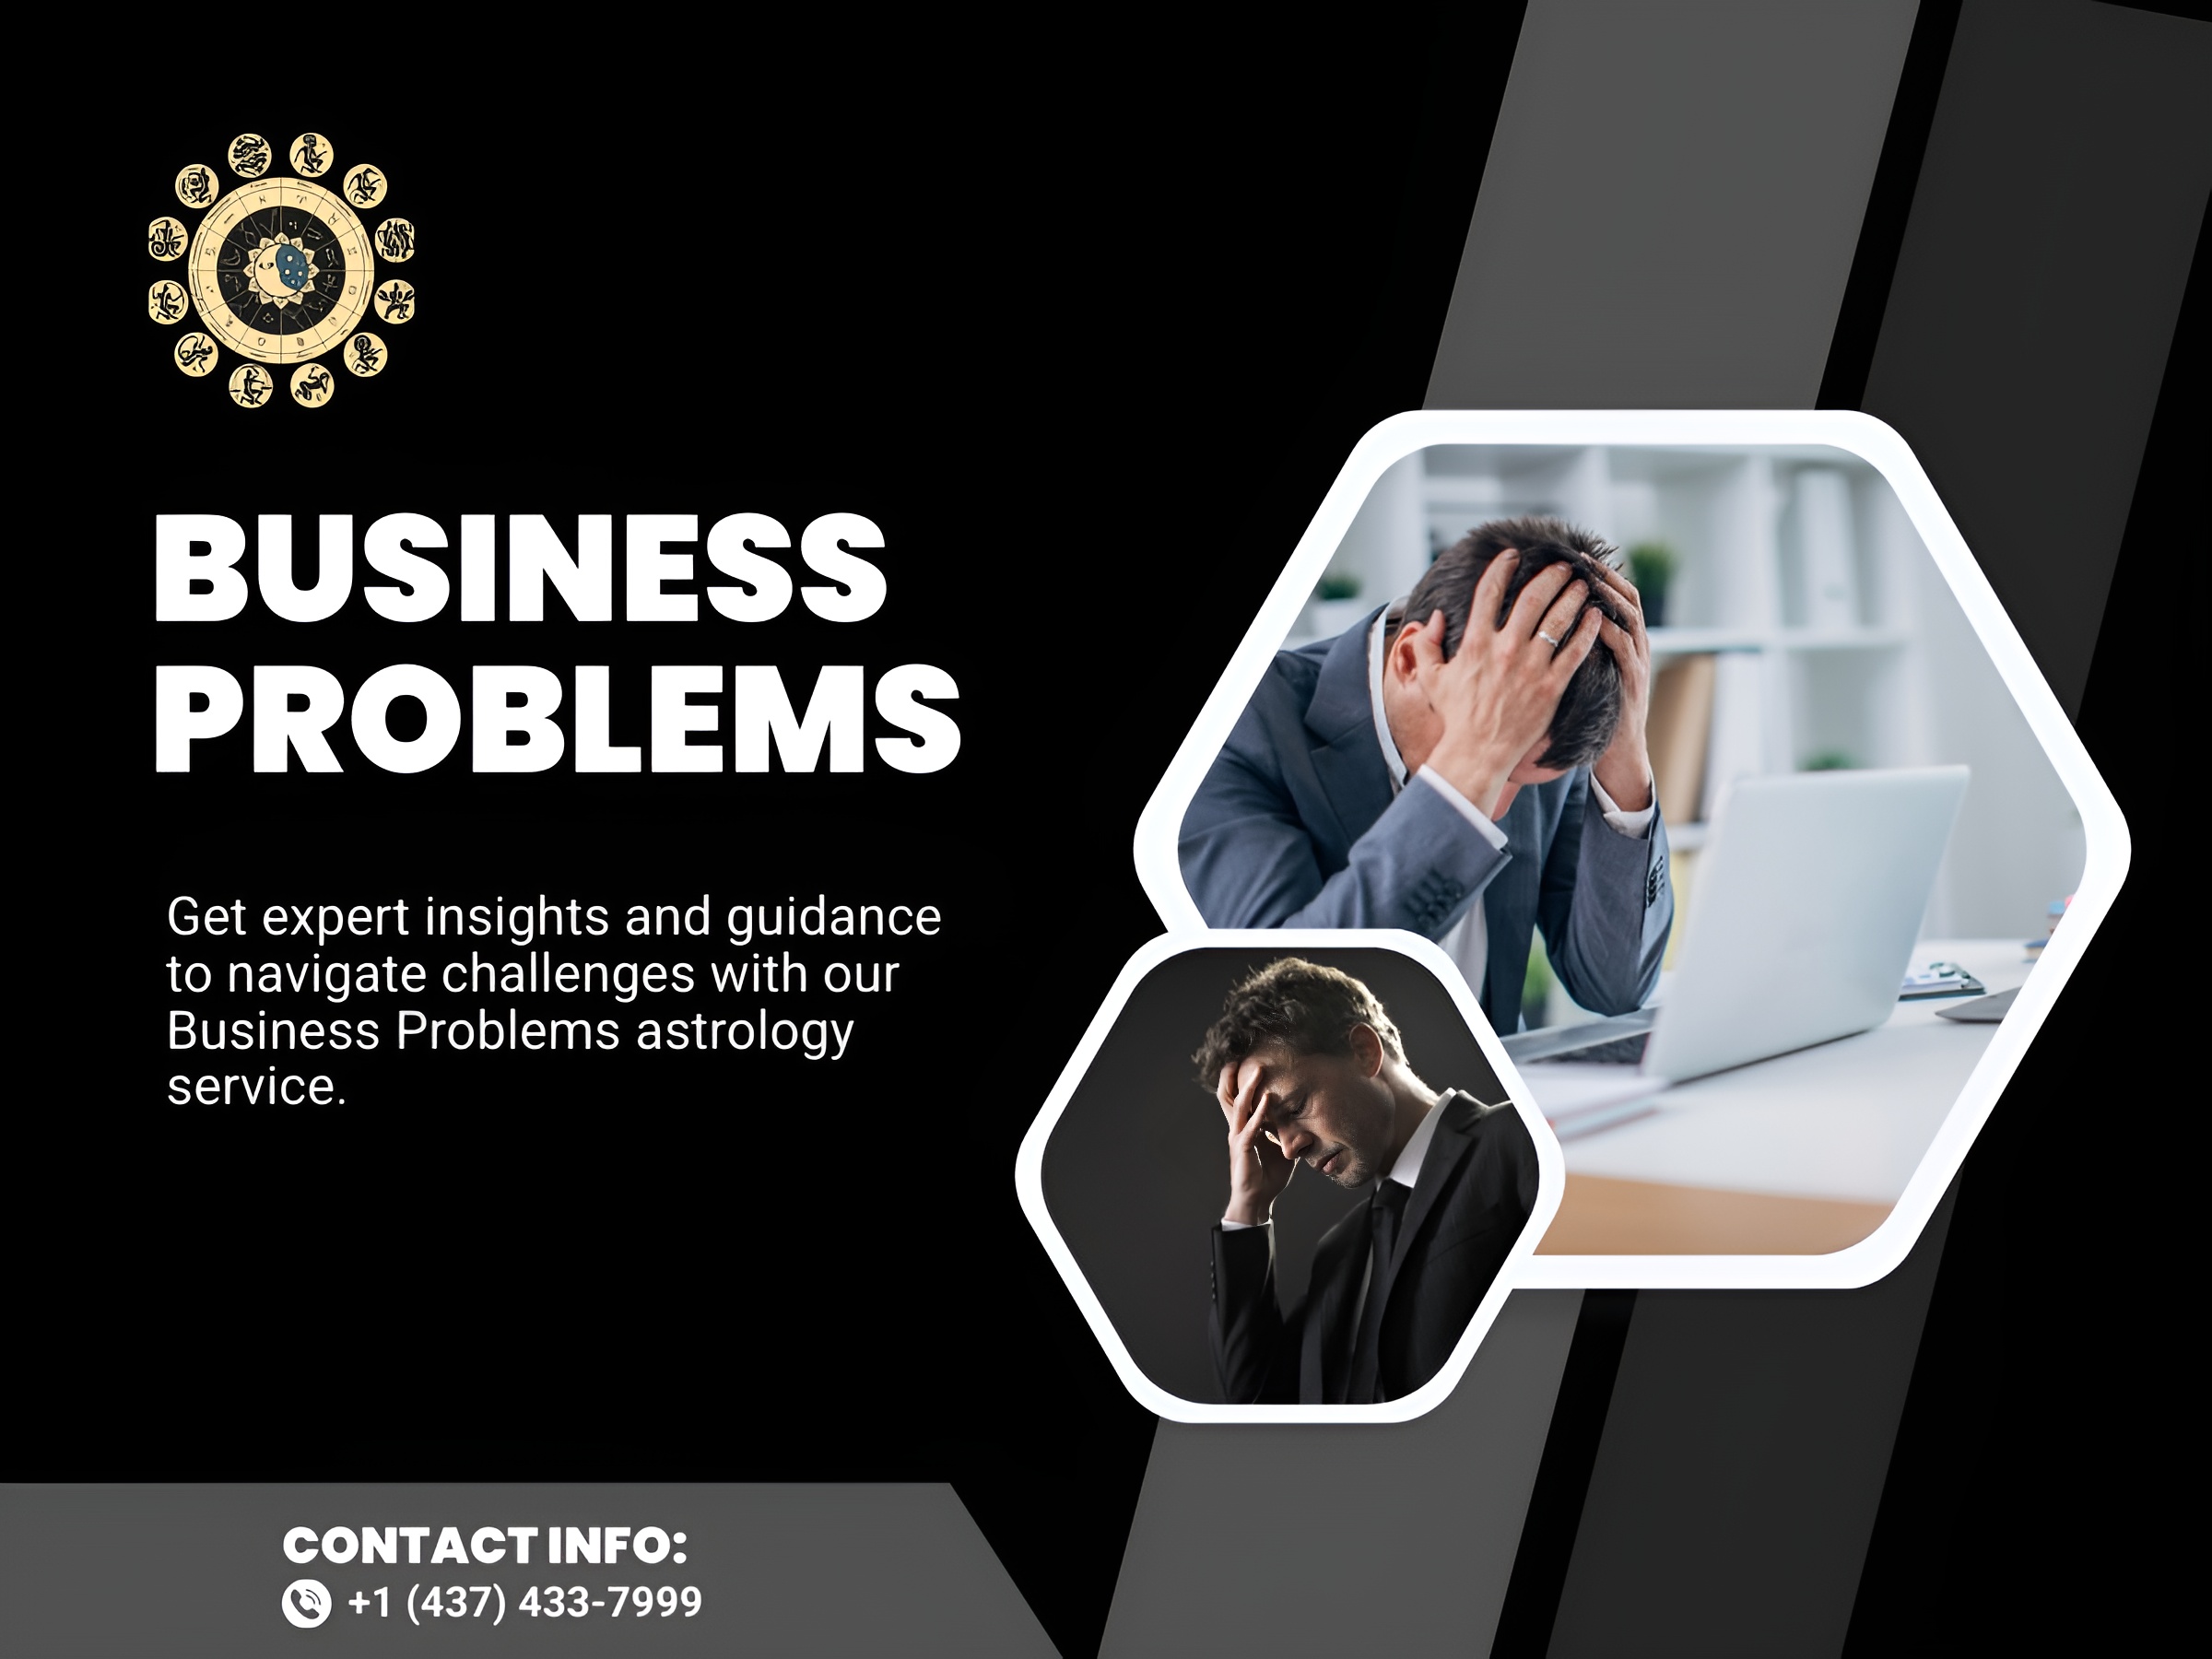 BUSINESS
PROBLEMS
Get expert insights and guidance
to navigate challenges with our
Business Problems astrology
service.
CONTACT INFO:
+1 (437) 433-7999